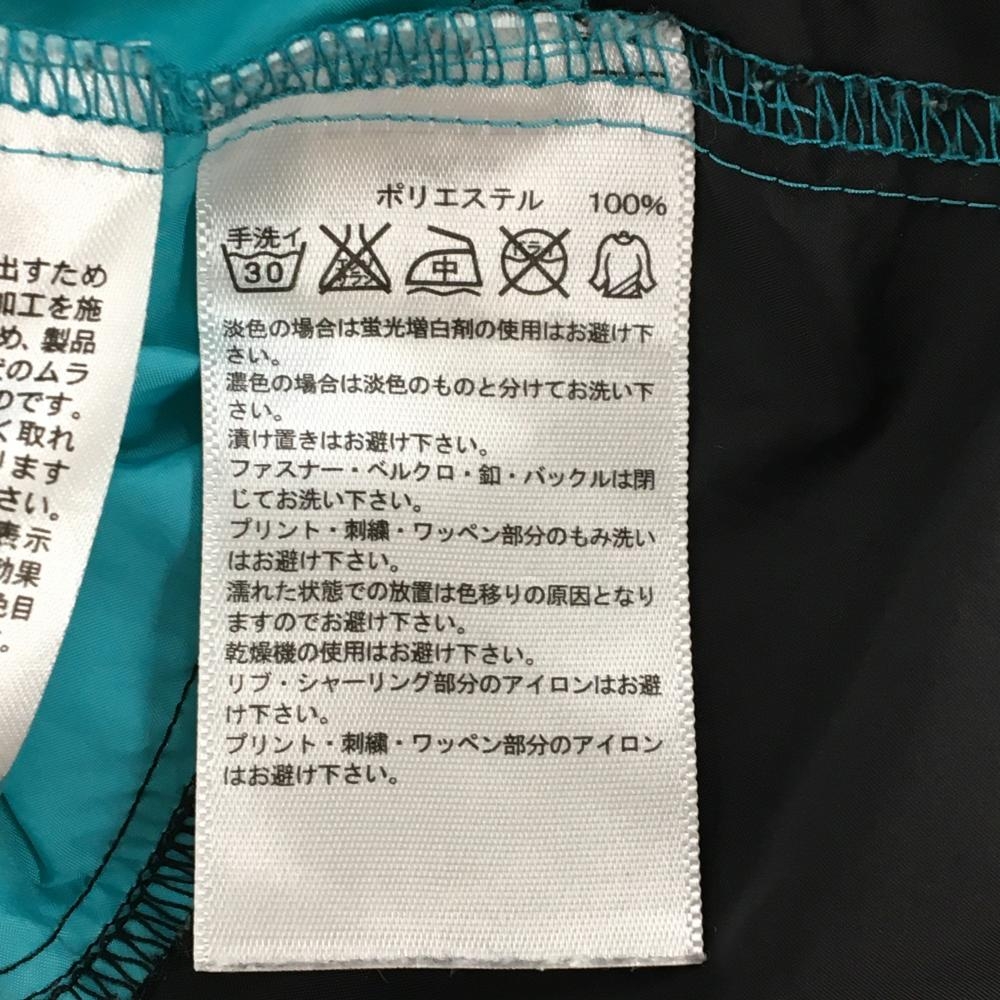 出すため
加工を施
め、製品
のムラ
のです。
く取れ
ります
さい。
表示
効果
色目
ポリエステル 100%
手洗イ
30
エンソ
サラシ
中
ドライ
淡色の場合は蛍光増白剤の使用はお避け下
さい。
濃色の場合は淡色のものと分けてお洗い下
さい。
漬け置きはお避け下さい。
ファスナー・ベルクロ・釦・バックルは閉
じてお洗い下さい。
プリント・刺繍・ワッペン部分のもみ洗い
はお避け下さい。
濡れた状態での放置は色移りの原因となり
ますのでお避け下さい。
乾燥機の使用はお避け下さい。
リブ・シャーリング部分のアイロンはお避
け下さい。
プリント・刺繍・ワッペン部分のアイロン
はお避け下さい。